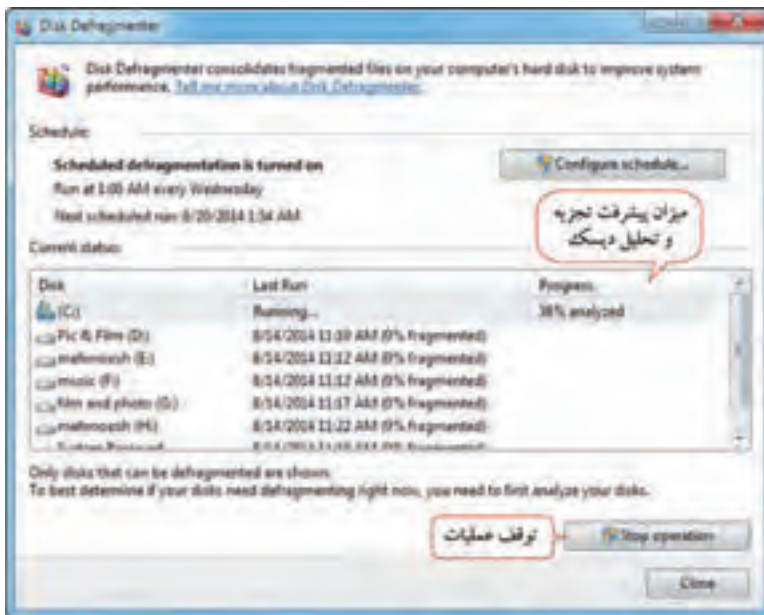 Disk Defragmenter
Disk Defragmenter consolidates fragmented files on your computer's hard disk to improve system
performance. Tell me more about Disk Defragmenter.
Schedule:
Scheduled defragmentation is turned on
Configure schedule...
Run at 1:00 AM every Wednesday
Next scheduled run: 8/20/2014 1:54 AM
میزان پیشرفت تجزیه
و تحلیل دیسک
Current status:
Disk Last Run Progress
(C:) Running... 38% analyzed
Pic & Film (D:) 8/14/2014 11:10 AM (0% fragmented)
(E:) 8/14/2014 11:12 AM (0% fragmented)
music (F:) 8/14/2014 11:12 AM (0% fragmented)
film and photo (G:) 8/14/2014 11:17 AM (0% fragmented)
(H:) 8/14/2014 11:22 AM (0% fragmented)
System Reserved
Only disks that can be defragmented are shown.
To best determine if your disks need defragmenting right now, you need to first analyze your disks.
توقف عملیات
Stop operation
Close